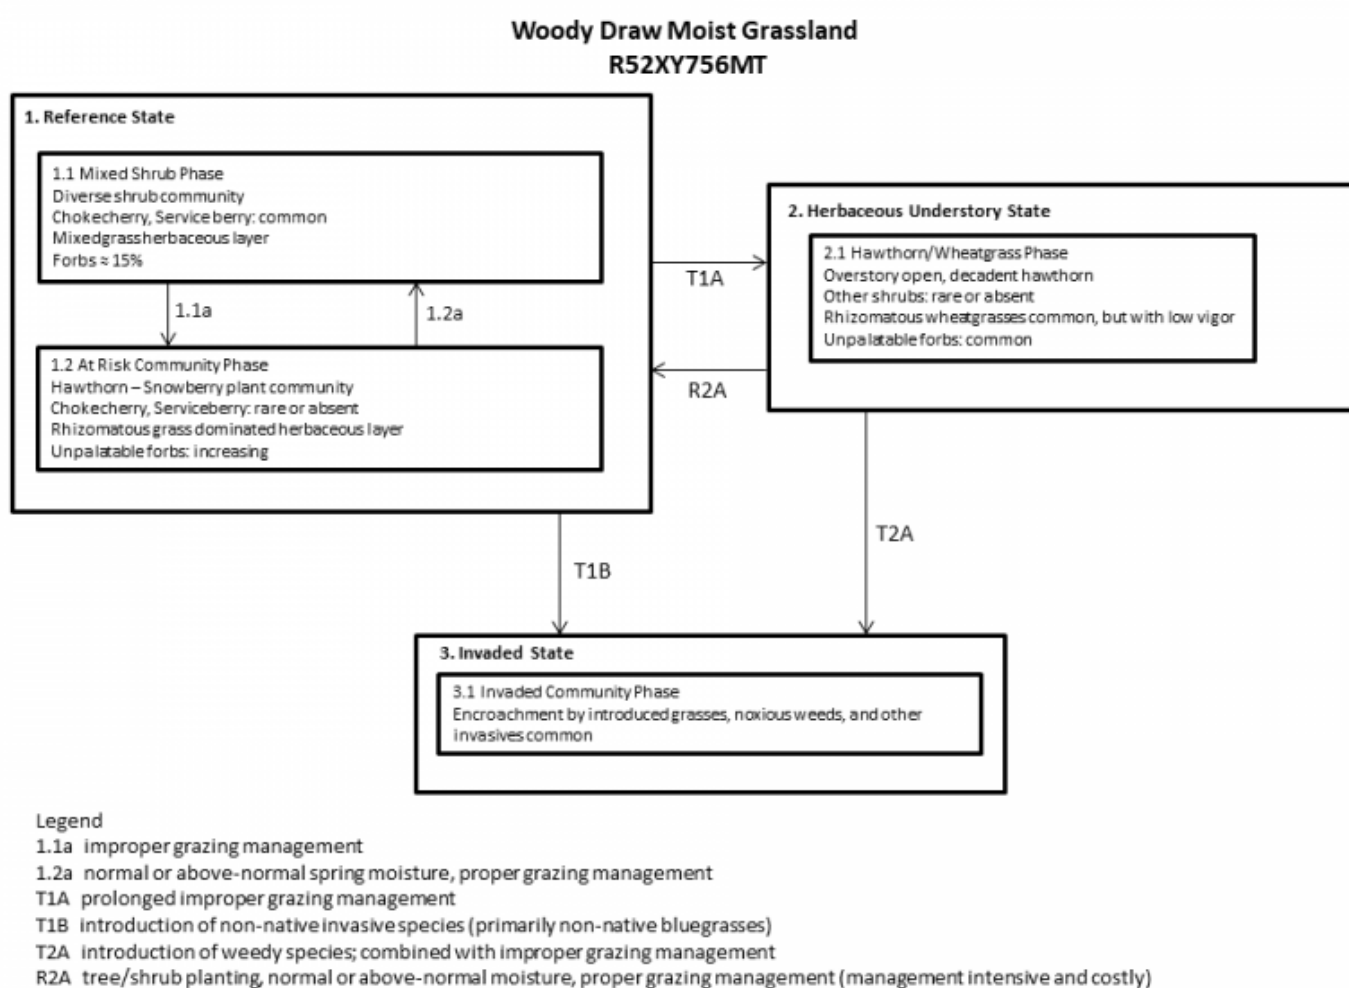 Woody Draw Moist Grassland
R52XY756MT
1. Reference State
1.1 Mixed Shrub Phase
Diverse shrub community
Chokecherry, Service berry: common
Mixed grass herbaceous layer
Forbs ≈ 15%
1.1a
1.2a
1.2 At Risk Community Phase
Hawthorn – Snowberry plant community
Chokecherry, Serviceberry: rare or absent
Rhizomatous grass dominated herbaceous layer
Unpalatable forbs: increasing
T1A
R2A
2. Herbaceous Understory State
2.1 Hawthorn/Wheatgrass Phase
Overstory open, decadent hawthorn
Other shrubs: rare or absent
Rhizomatous wheatgrasses common, but with low vigor
Unpalatable forbs: common
T1B
T2A
3. Invaded State
3.1 Invaded Community Phase
Encroachment by introduced grasses, noxious weeds, and other
invasives common
Legend
1.1a improper grazing management
1.2a normal or above-normal spring moisture, proper grazing management
T1A prolonged improper grazing management
T1B introduction of non-native invasive species (primarily non-native bluegrasses)
T2A introduction of weedy species; combined with improper grazing management
R2A tree/shrub planting, normal or above-normal moisture, proper grazing management (management intensive and costly)